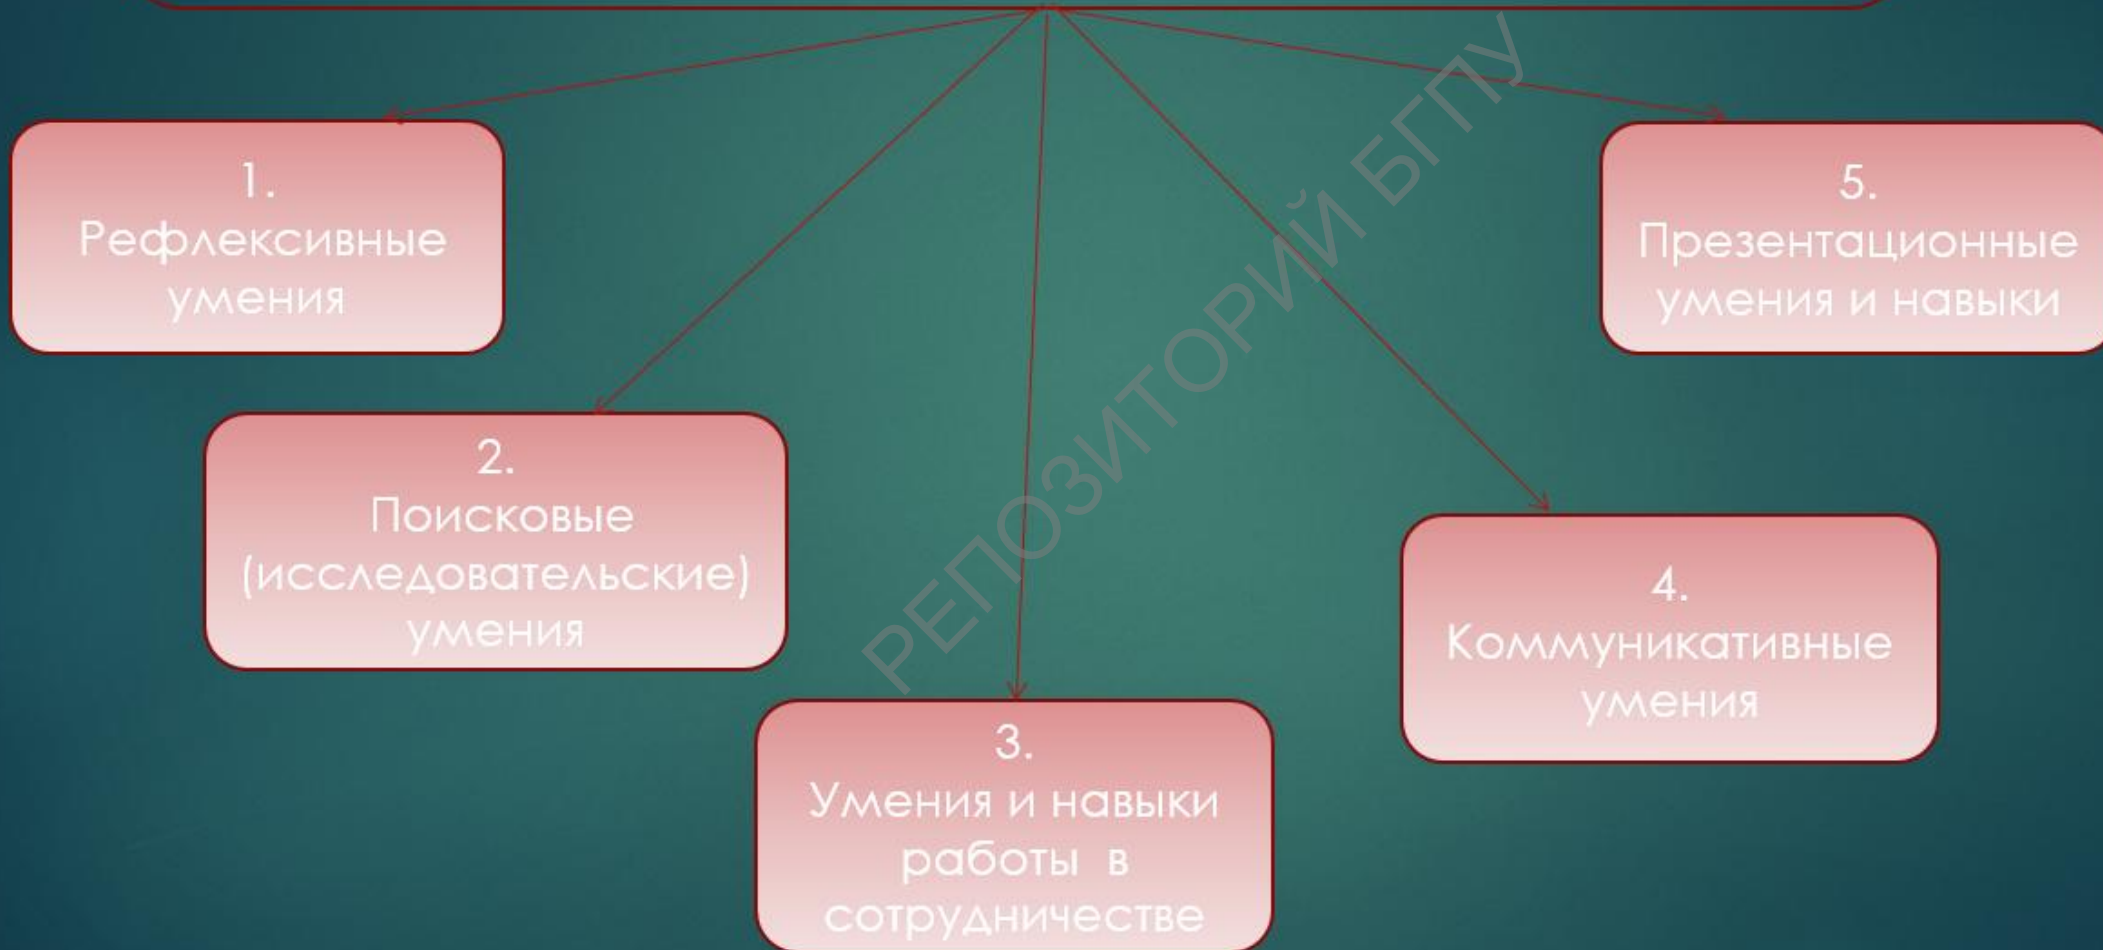 1.
Рефлексивные
умения
2.
Поисковые
(исследовательские)
умения
3.
Умения и навыки
работы в
сотрудничестве
4.
Коммуникативные
умения
5.
Презентационные
умения и навыки
РЕПОЗИТОРИЙ БГПУ